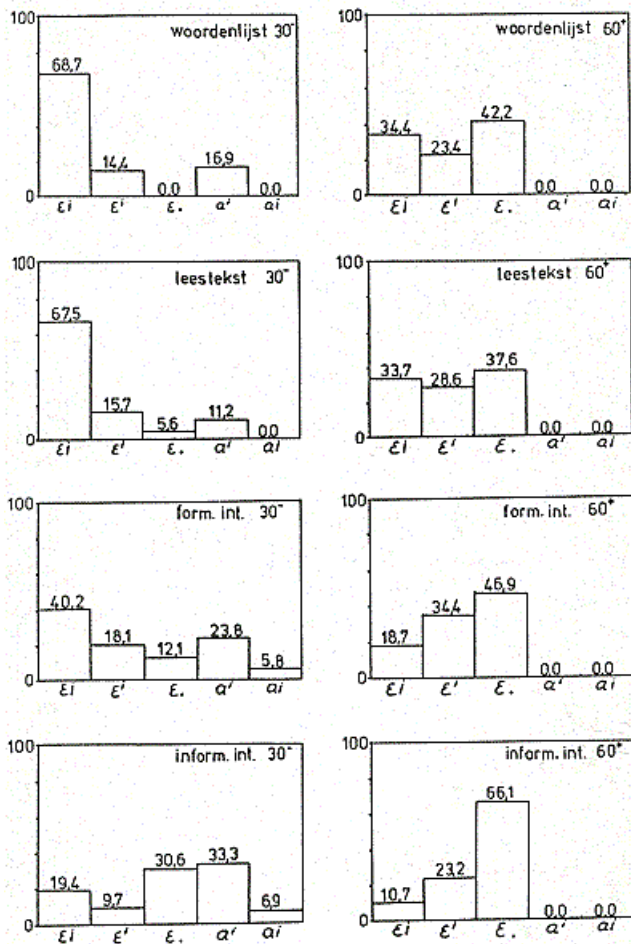 100
woordenlijst 30⁻
68,7
14,4
0.0
16,9
0.0
0
εi
ε'
ε.
a'
ai
100
woordenlijst 60⁺
34,4
23,4
42,2
0.0
0.0
0
εi
ε'
ε.
a'
ai
100
leestekst 30⁻
67,5
15,7
5,6
11,2
0.0
0
εi
ε'
ε.
a'
ai
100
leestekst 60⁺
33,7
28,6
37,6
0.0
0.0
0
εi
ε'
ε.
a'
ai
100
form. int. 30⁻
40,2
18,1
12,1
23,8
5,8
0
εi
ε'
ε.
a'
ai
100
form. int. 60⁺
18,7
34,4
46,9
0.0
0.0
0
εi
ε'
ε.
a'
ai
100
inform. int. 30⁻
19,4
9,7
30,6
33,3
6,9
0
εi
ε'
ε.
a'
ai
100
inform. int. 60⁺
10,7
23,2
66,1
0.0
0.0
0
εi
ε'
ε.
a'
ai